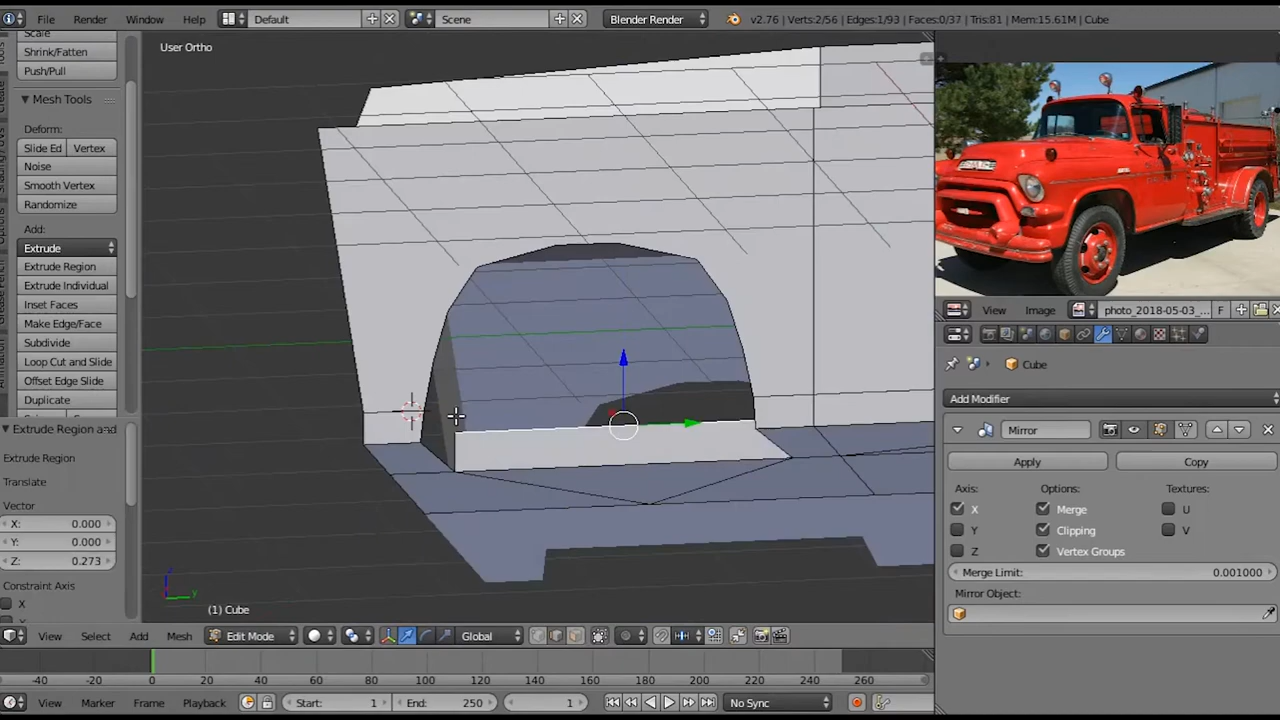 File Render Window Help Default Scene Blender Render v2.76 | Verts:2/56 | Edges:1/93 | Faces:0/37 | Tris:81 | Mem:15.61M | Cube
Scale
Shrink/Fatten
Push/Pull
Mesh Tools
Deform:
Slide Ed Vertex
Noise
Smooth Vertex
Randomize
Add:
Extrude
Extrude Region
Extrude Individual
Inset Faces
Make Edge/Face
Subdivide
Loop Cut and Slide
Offset Edge Slide
Duplicate
Extrude Region and
Extrude Region
Translate
Vector
X: 0.000
Y: 0.000
Z: 0.273
Constraint Axis
X
Tools
Create
User Ortho
(1) Cube
View Select Add Mesh Edit Mode Global
-40 -20 0 20 40 60 80 100 120 140 160 180 200 220 240 260
View Marker Frame Playback Start: 1 End: 250 1 No Sync
View Image photo_2018-05-03_... F
Cube
Add Modifier
Mirror
Apply Copy
Axis: Options: Textures:
X Merge U
Y Clipping V
Z Vertex Groups
Merge Limit: 0.001000
Mirror Object: